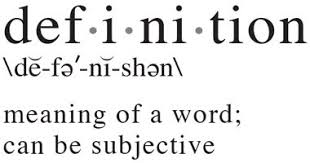 def·i·ni·tion
\dĕ-fə'-nĭ-shən\
meaning of a word;
can be subjective